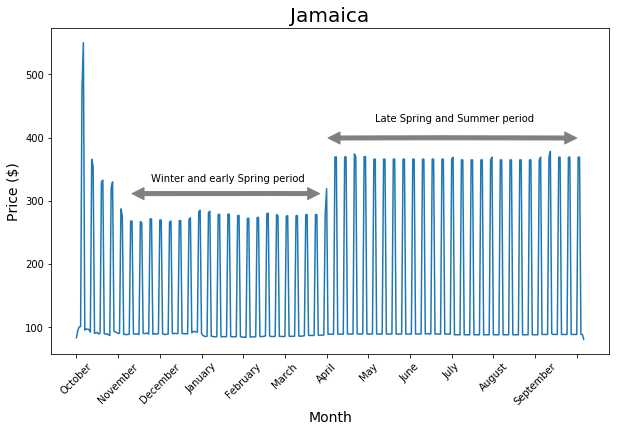 Jamaica
Price ($)
500
400
300
200
100
Late Spring and Summer period
Winter and early Spring period
October
November
December
January
February
March
April
May
June
July
August
September
Month